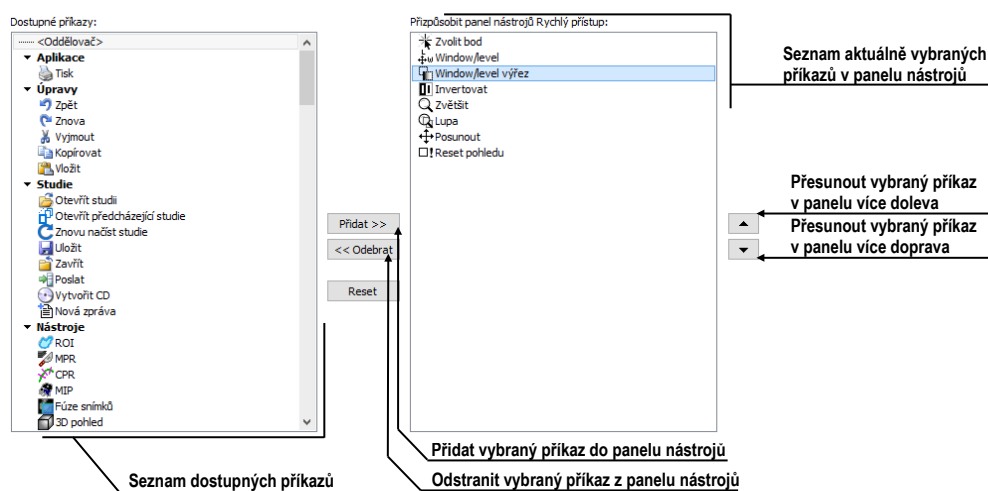 Dostupné příkazy:
<Oddělovač>
Aplikace
Tisk
Úpravy
Zpět
Znova
Vyjmout
Kopírovat
Vložit
Studie
Otevřít studii
Otevřít předcházející studie
Znovu načíst studie
Uložit
Zavřít
Poslat
Vytvořit CD
Nová zpráva
Nástroje
ROI
MPR
CPR
MIP
Fúze snímků
3D pohled
Seznam dostupných příkazů
Přidat >>
<< Odebrat
Reset
Přizpůsobit panel nástrojů Rychlý přístup:
Zvolit bod
Window/level
Window/level výřez
Invertovat
Zvětšit
Lupa
Posunout
Reset pohledu
Přidat vybraný příkaz do panelu nástrojů
Odstranit vybraný příkaz z panelu nástrojů
Seznam aktuálně vybraných
příkazů v panelu nástrojů
Přesunout vybraný příkaz
v panelu více doleva
Přesunout vybraný příkaz
v panelu více doprava